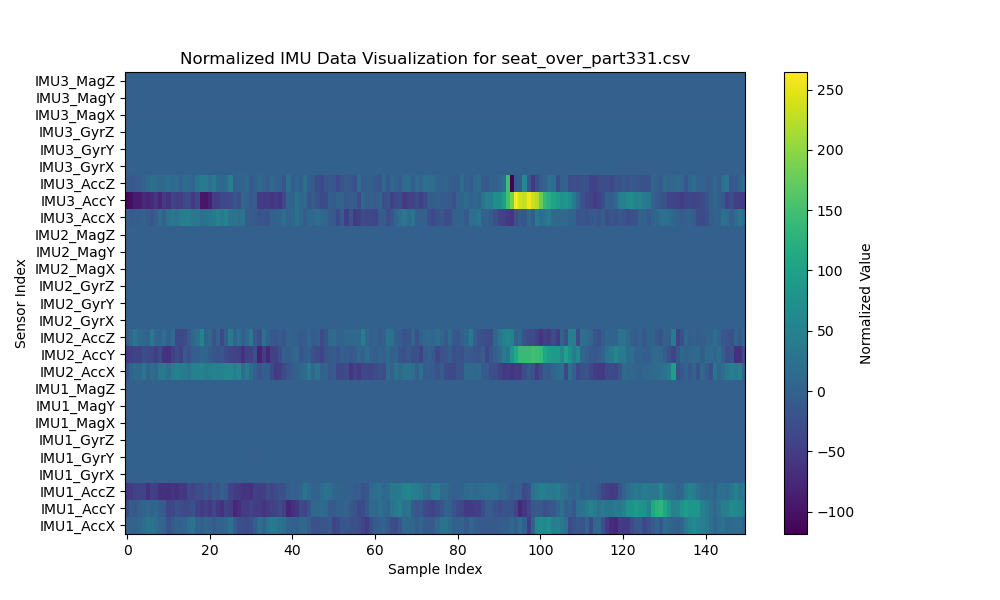 Normalized IMU Data Visualization for seat_over_part331.csv
IMU3_MagZ
IMU3_MagY
IMU3_MagX
IMU3_GyrZ
IMU3_GyrY
IMU3_GyrX
IMU3_AccZ
IMU3_AccY
IMU3_AccX
IMU2_MagZ
IMU2_MagY
IMU2_MagX
IMU2_GyrZ
IMU2_GyrY
IMU2_GyrX
IMU2_AccZ
IMU2_AccY
IMU2_AccX
IMU1_MagZ
IMU1_MagY
IMU1_MagX
IMU1_GyrZ
IMU1_GyrY
IMU1_GyrX
IMU1_AccZ
IMU1_AccY
IMU1_AccX
Sensor Index
0 20 40 60 80 100 120 140
Sample Index
250
200
150
100
50
0
−50
−100
Normalized Value